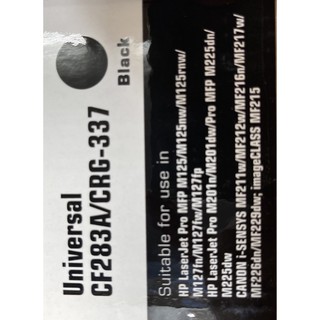 Universal
CF283A/CRG-337
Black
Suitable for use in
HP LaserJet Pro MFP M125/M125nw/M125rnw/
M127fn/M127fw/M127fp
HP LaserJet Pro M201n/M201dw/Pro MFP M225dn/
M225dw
CANON i-SENSYS MF211w/MF212w/MF216n/MF217w/
MF226dn/MF229dw; imageCLASS MF215